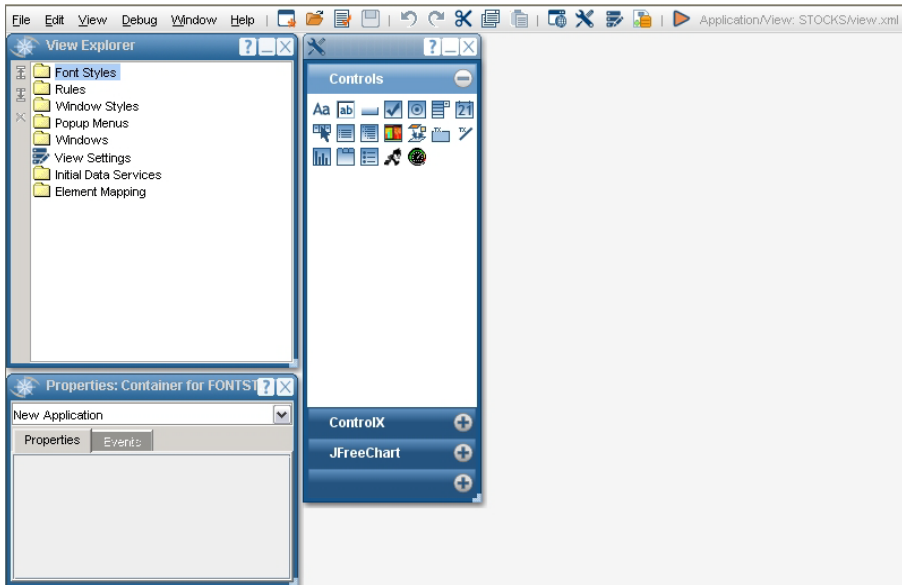 File Edit View Debug Window Help Application/View: STOCKS/view.xml
View Explorer
Font Styles
Rules
Window Styles
Popup Menus
Windows
View Settings
Initial Data Services
Element Mapping
Controls
Aa ab 21
ControlX
JFreeChart
Properties: Container for FONTST
New Application
Properties Events